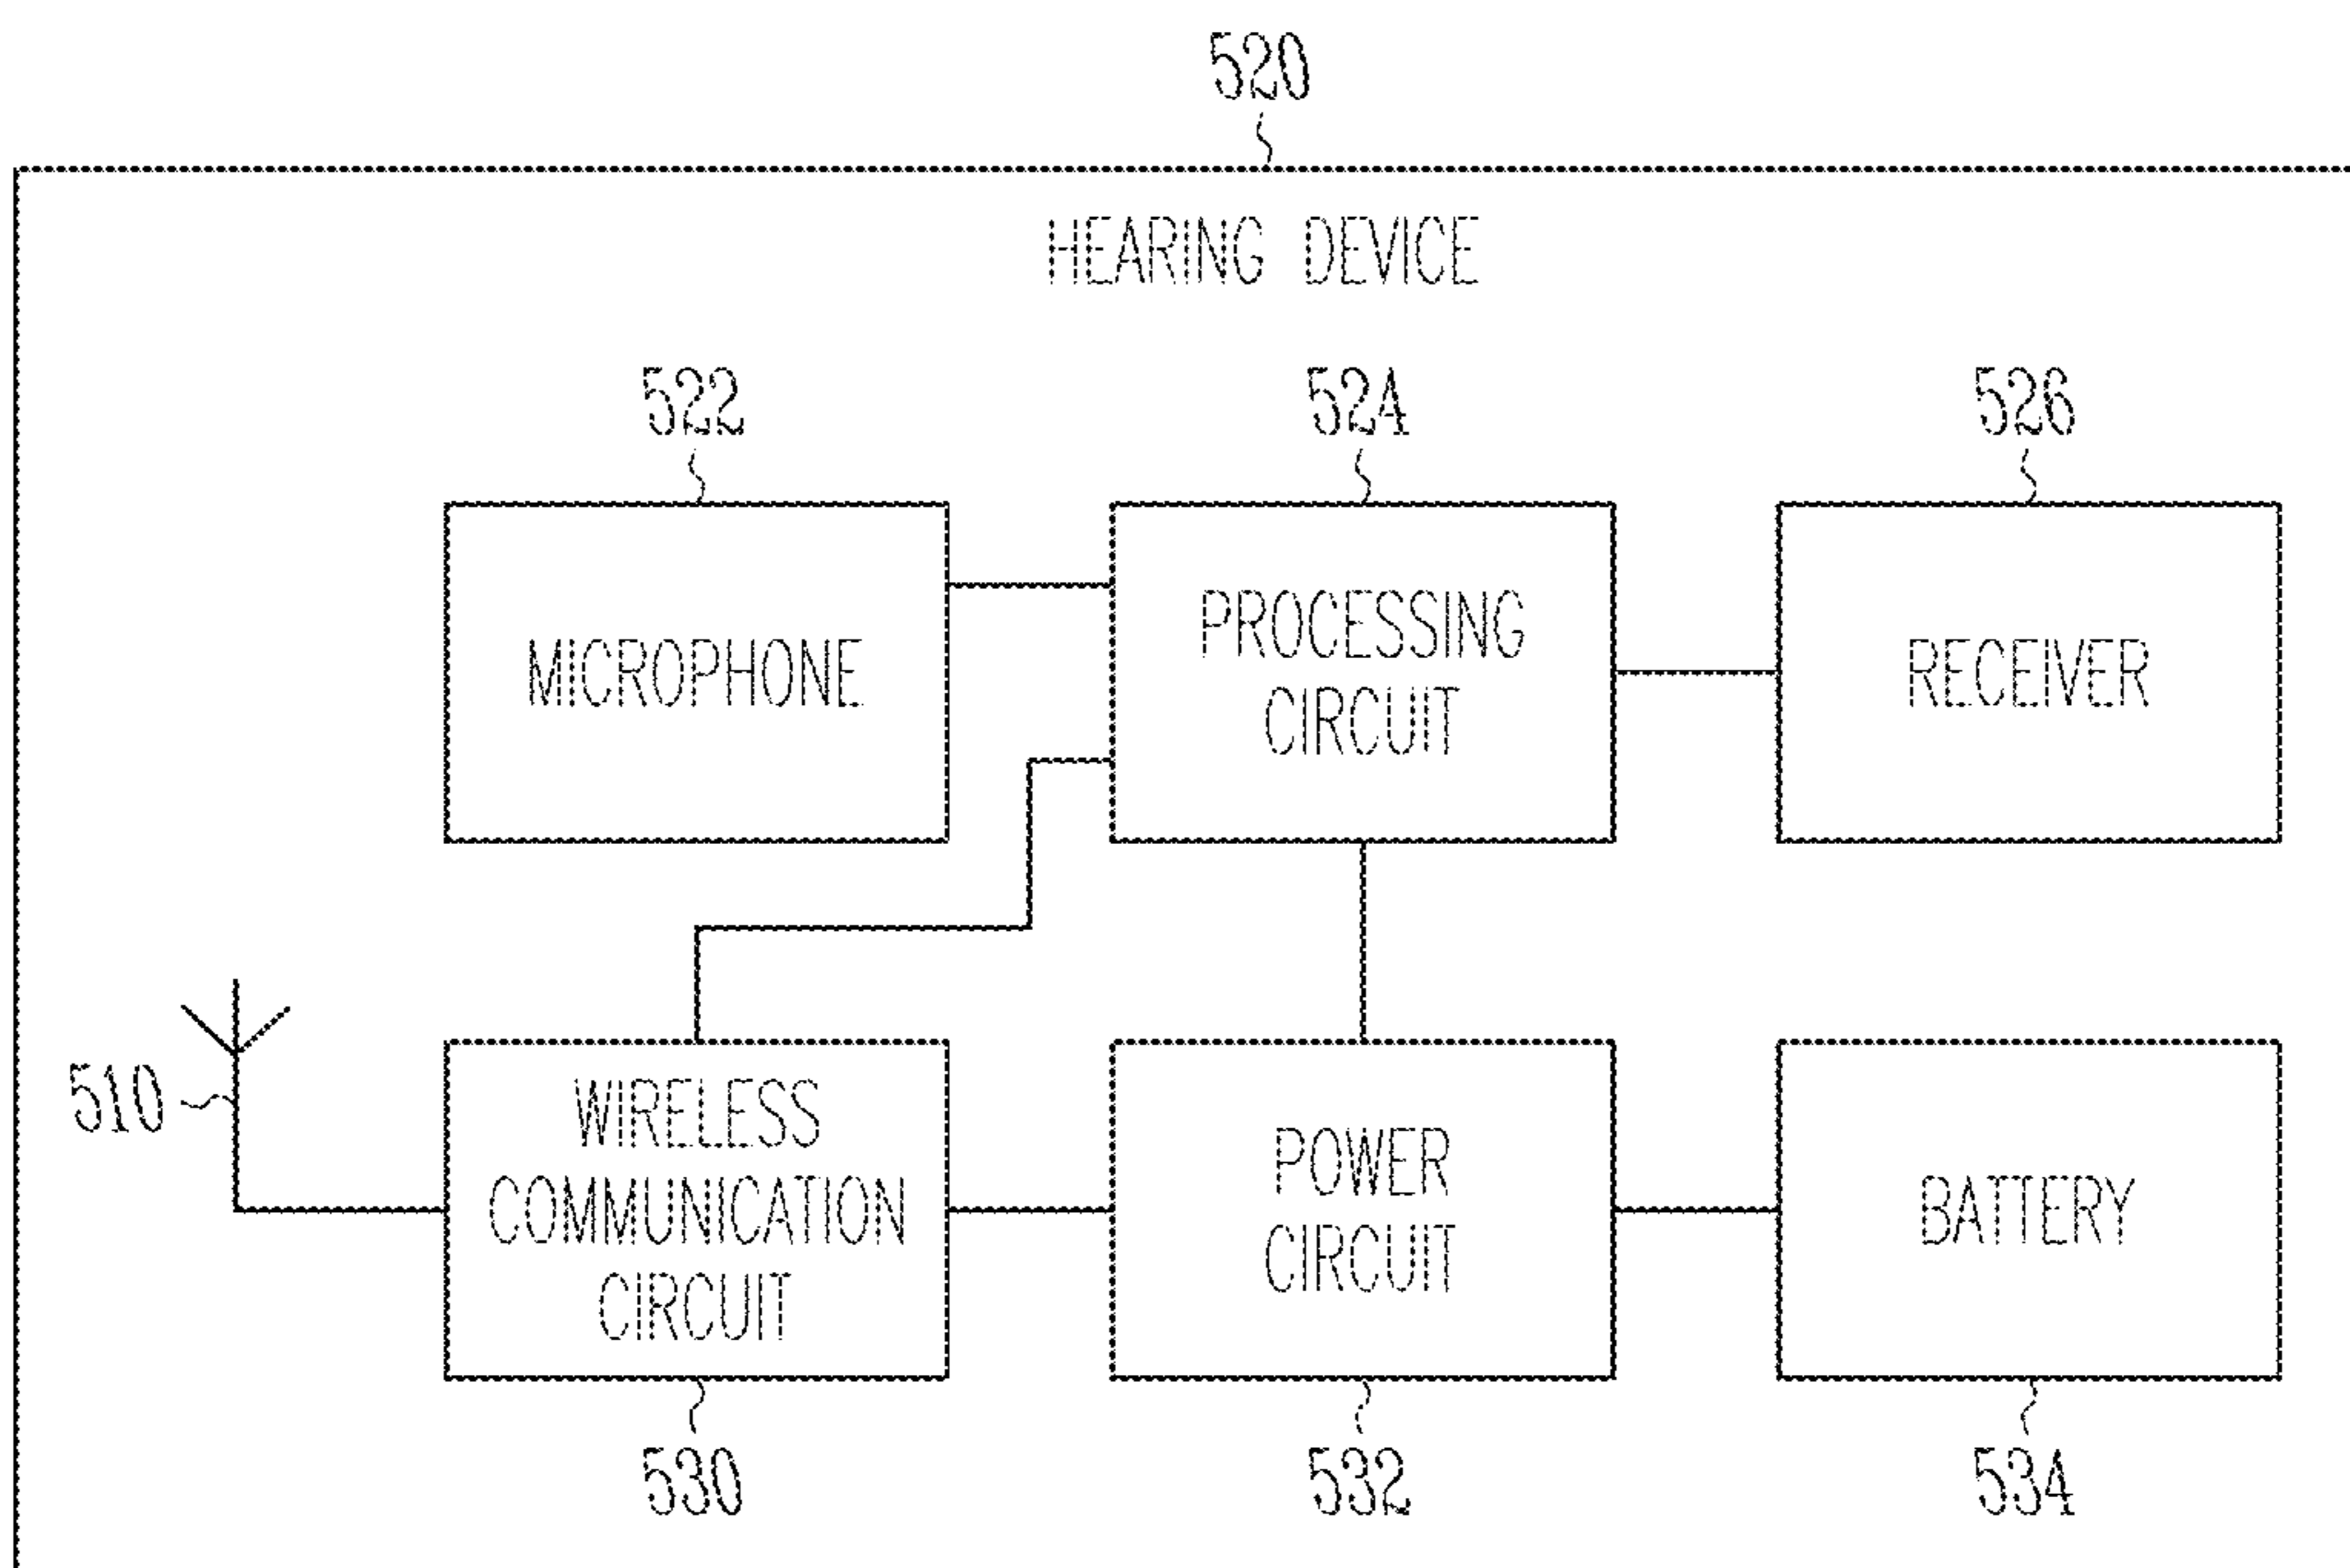 520
HEARING DEVICE
522
524
526
MICROPHONE
PROCESSING
CIRCUIT
RECEIVER
510
WIRELESS
COMMUNICATION
CIRCUIT
POWER
CIRCUIT
BATTERY
530
532
534